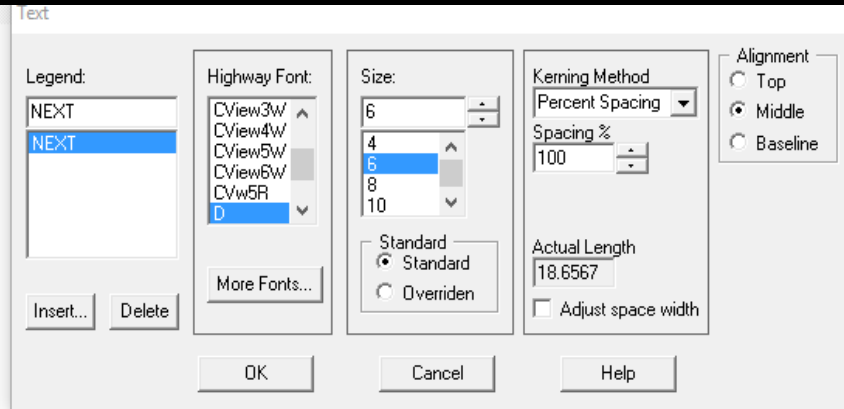 Text
Legend:
NEXT
NEXT
Insert...
Delete
Highway Font:
CView3W
CView4W
CView5W
CView6W
CVw5R
D
More Fonts...
Size:
6
4
6
8
10
Standard
Standard
Overriden
Kerning Method
Percent Spacing
Spacing %
100
Actual Length
18.6567
Adjust space width
Alignment
Top
Middle
Baseline
OK
Cancel
Help